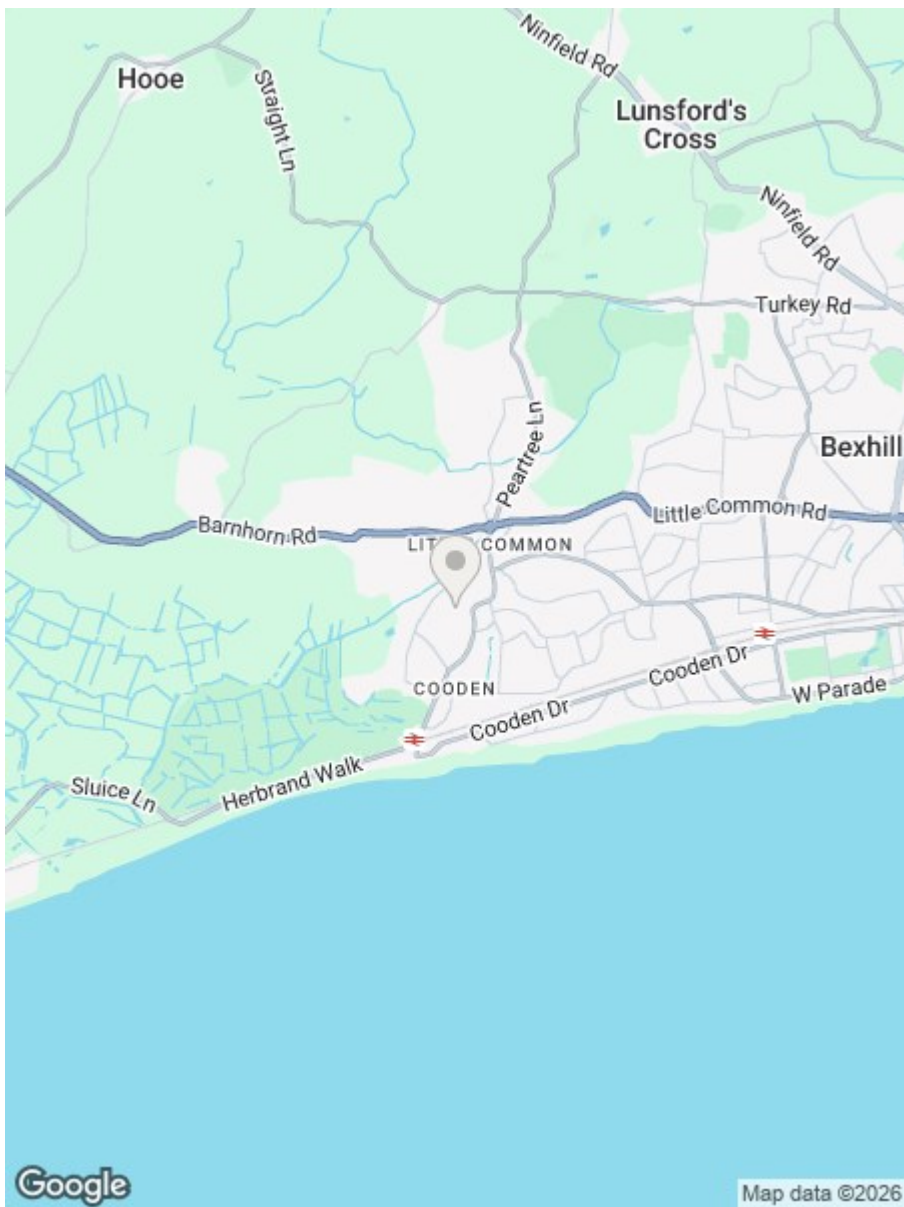 Ninfield Rd
Hooe
Straight Ln
Lunsford's
Cross
Ninfield Rd
Turkey Rd
Peartree Ln
Bexhill
Little Common Rd
Barnhorn Rd
COMMON
COODEN
Cooden Dr
W Parade
Cooden Dr
Herbrand Walk
Sluice Ln
Google
Map data ©2026